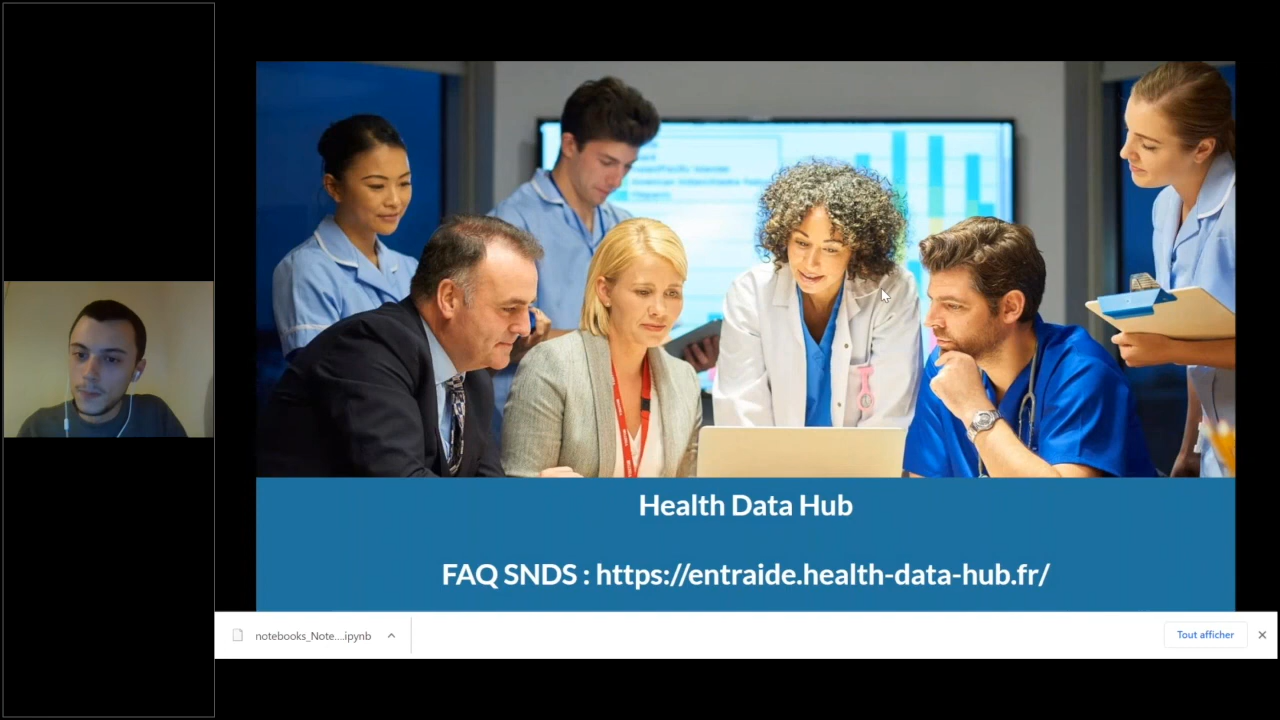 Health Data Hub
FAQ SNDS : https://entraide.health-data-hub.fr/
notebooks_Note....ipynb
Tout afficher